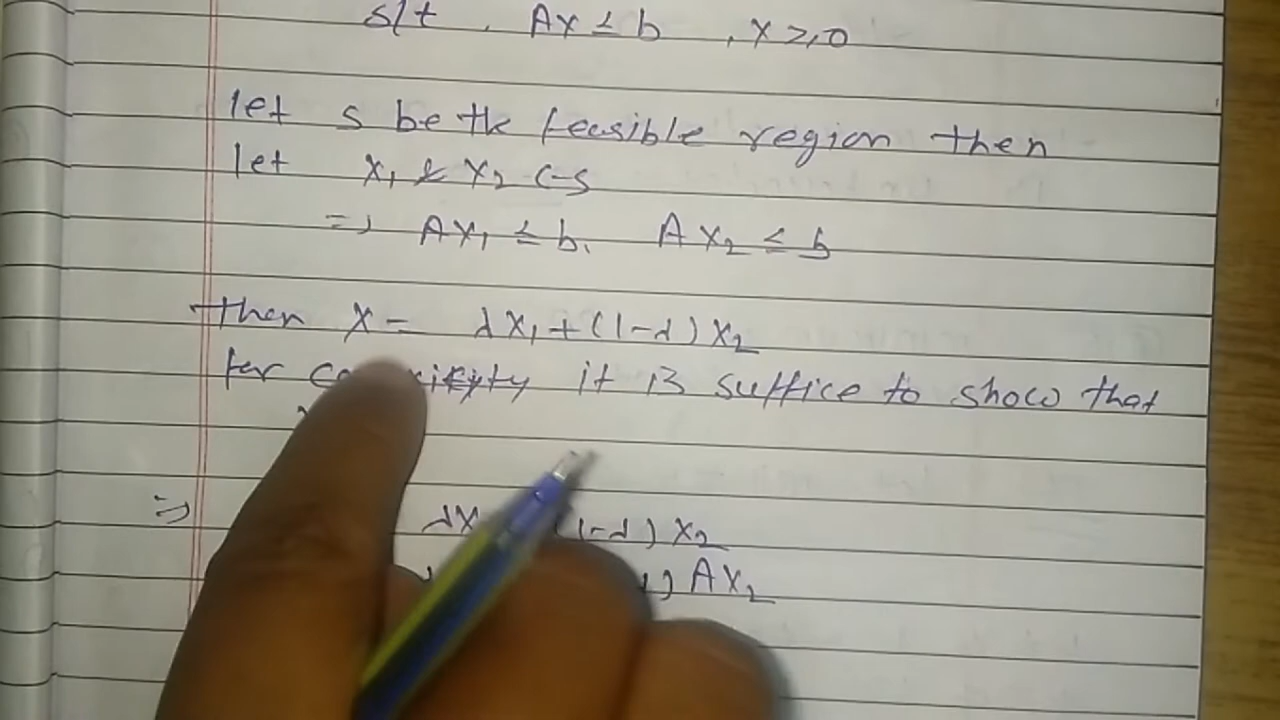 s/t , AX ≤ b , X ≥ 0
let s be the feasible region then
let X₁ & X₂ ∈ S
⇒ AX₁ ≤ b, AX₂ ≤ b
then X = λX₁ + (1-λ) X₂
for it is suffice to show that
⇒ λX (1-λ) X₂
) AX₂